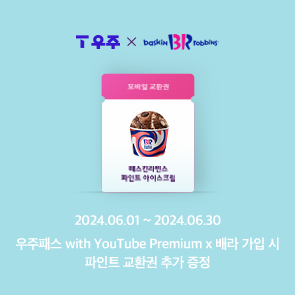 T우주 × baskin BR robbins
모바일 교환권
배스킨라빈스
파인트 아이스크림
2024.06.01 ~ 2024.06.30
우주패스 with YouTube Premium x 배라 가입 시
파인트 교환권 추가 증정